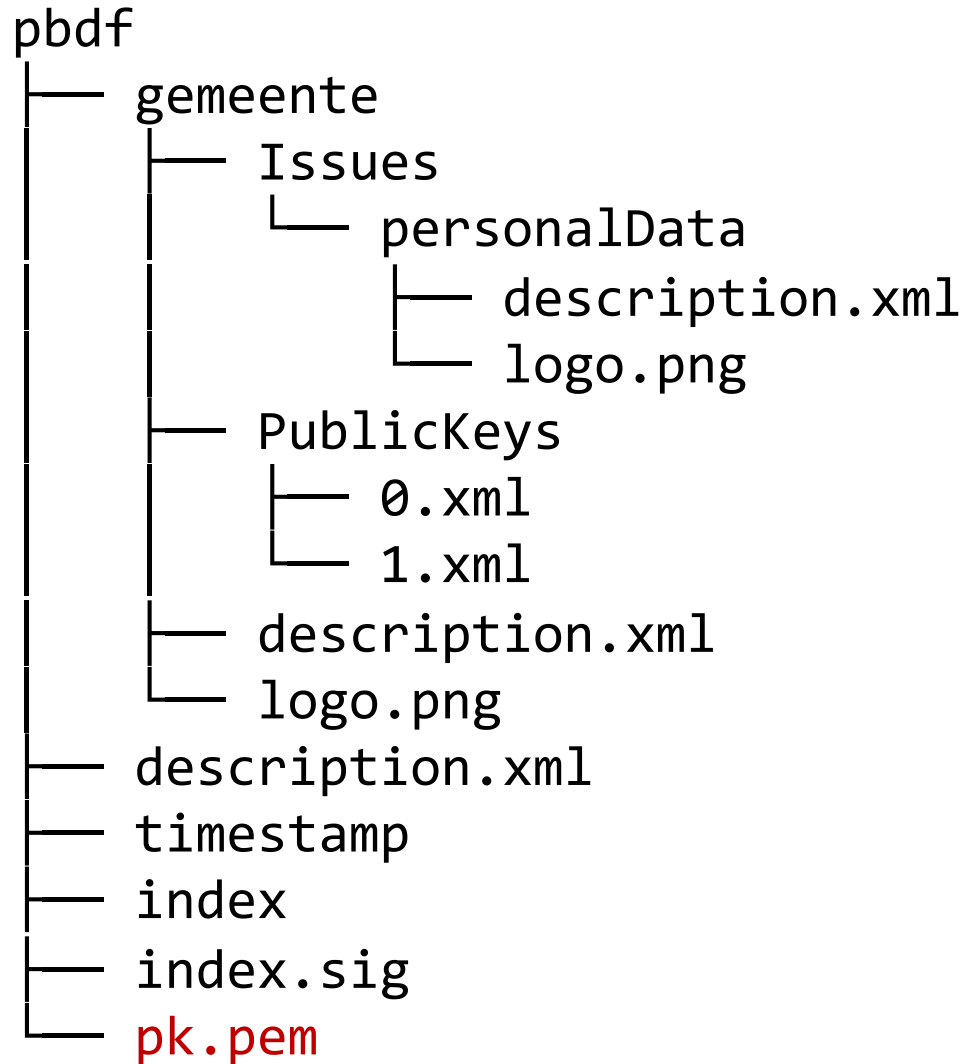 pbdf
gemeente
Issues
personalData
description.xml
logo.png
PublicKeys
0.xml
1.xml
description.xml
logo.png
description.xml
timestamp
index
index.sig
pk.pem